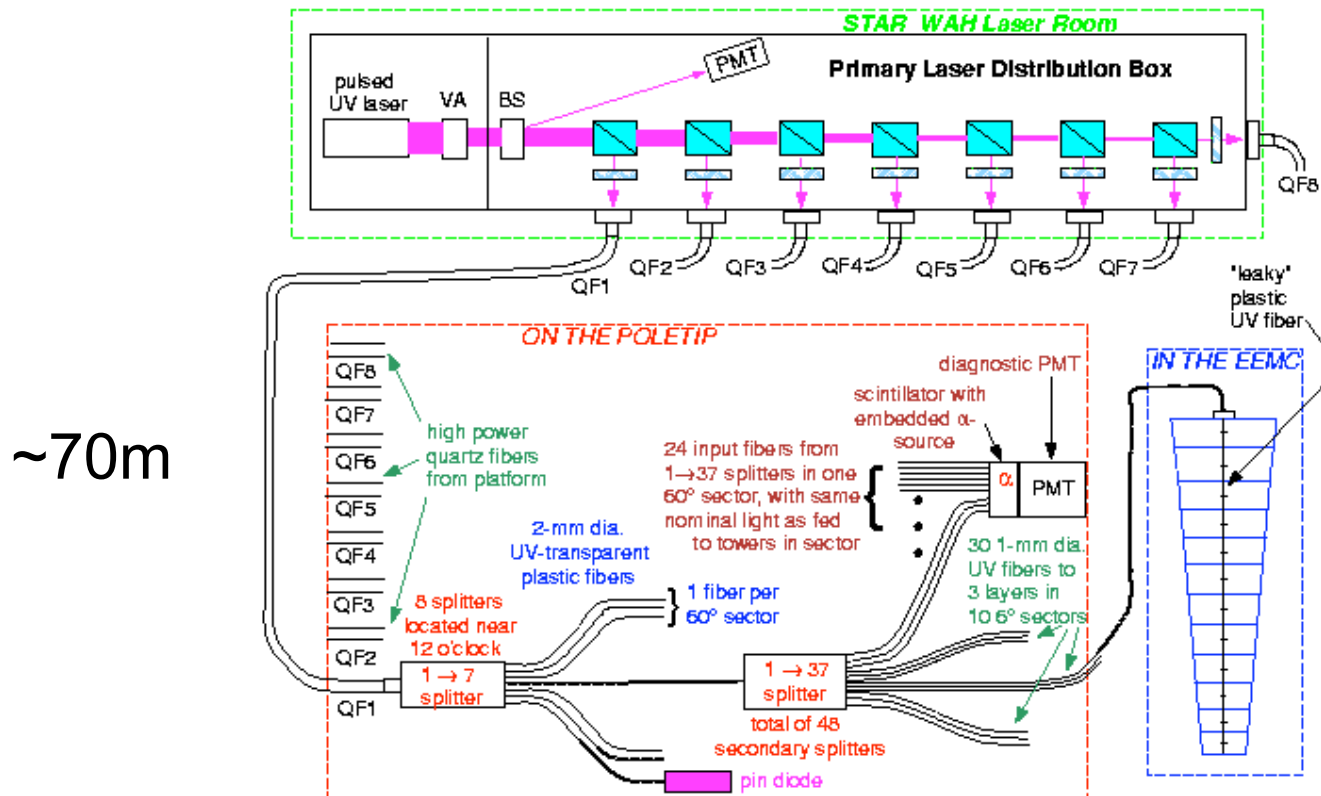 STAR WAH Laser Room
PMT
Primary Laser Distribution Box
pulsed
UV laser
VA
BS
QF8
QF1
QF2
QF3
QF4
QF5
QF6
QF7
"leaky"
plastic
UV fiber
~70m
ON THE POLETIP
IN THE EEMC
QF8
QF7
QF6
QF5
QF4
QF3
QF2
QF1
high power
quartz fibers
from platform
diagnostic PMT
scintillator with
embedded α-
source
24 input fibers from
1→37 splitters in one
60° sector, with same
nominal light as fed
to towers in sector
α
PMT
2-mm dia.
UV-transparent
plastic fibers
1 fiber per
60° sector
30 1-mm dia.
UV fibers to
3 layers in
10 6° sectors
8 splitters
located near
12 o'clock
1 → 7
splitter
1 → 37
splitter
total of 48
secondary splitters
pin diode